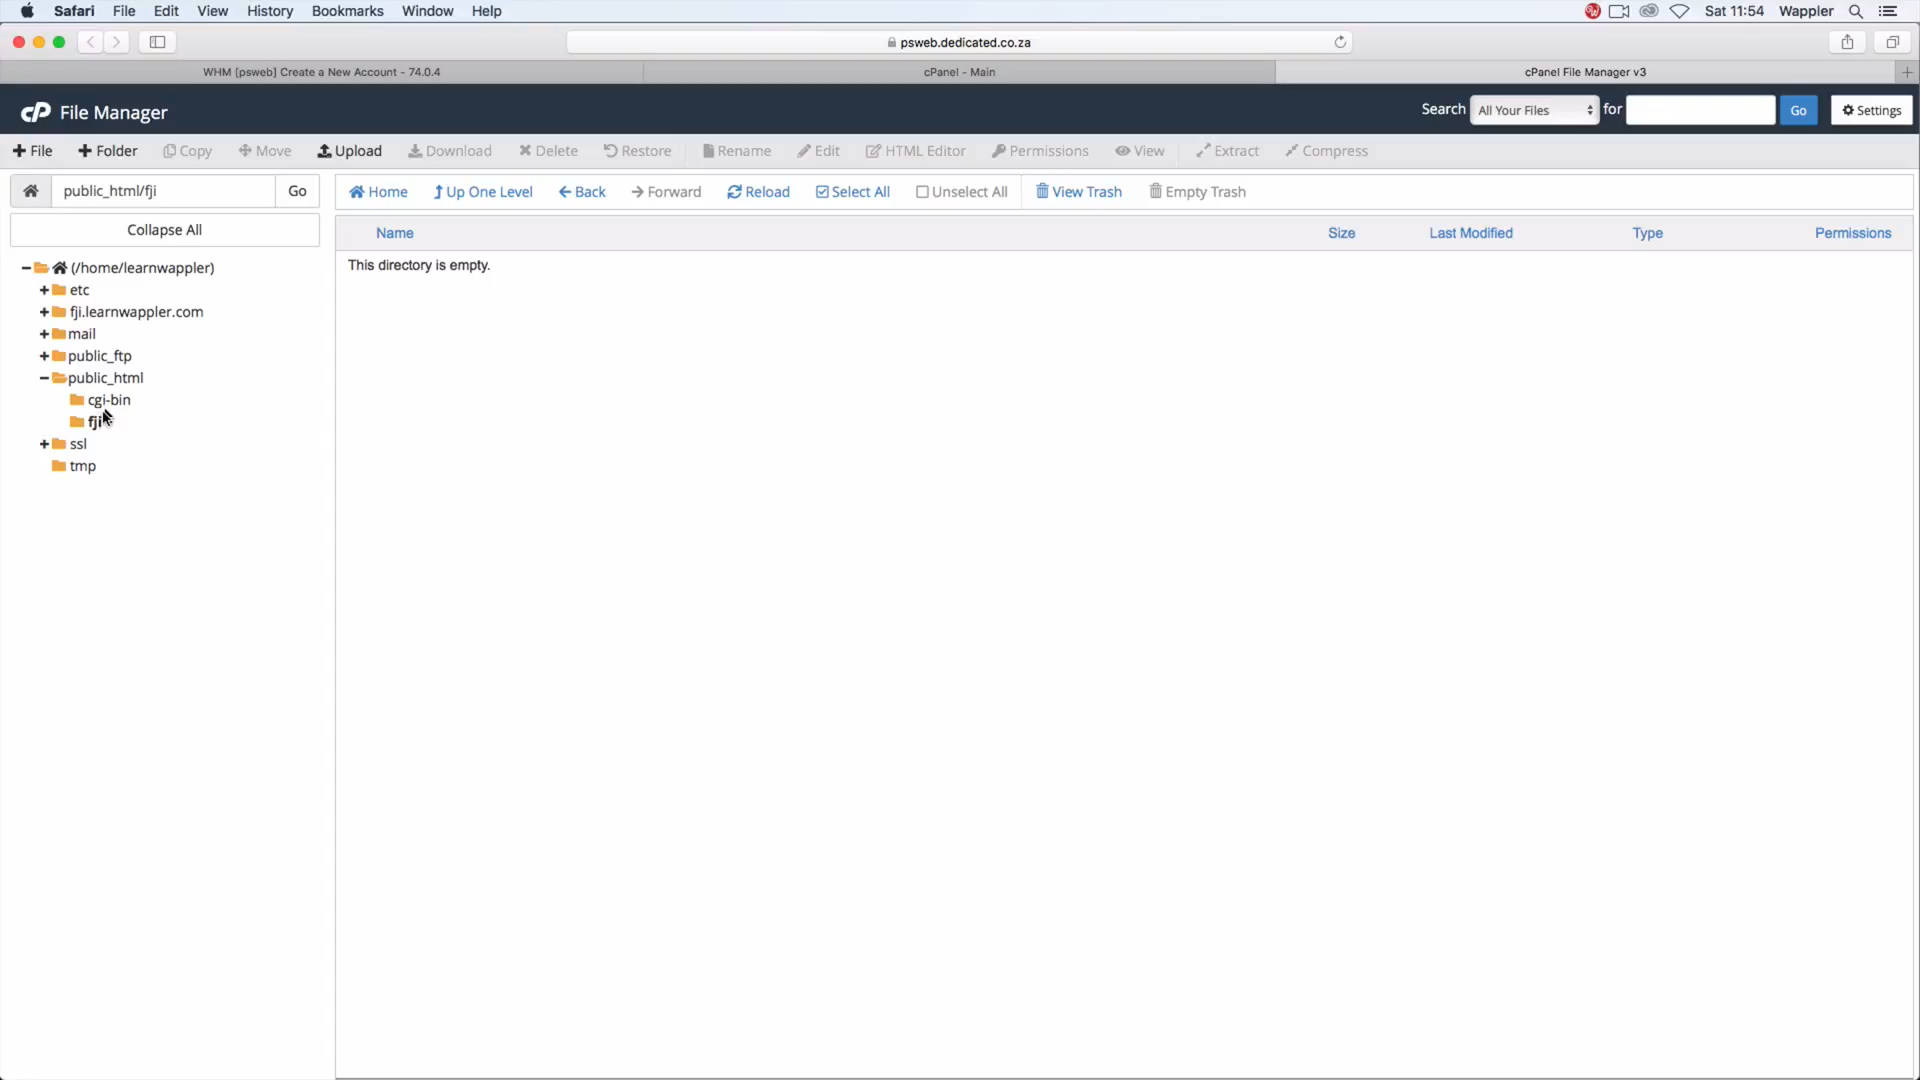 Safari File Edit View History Bookmarks Window Help Sat 11:54 Wappler
psweb.dedicated.co.za
WHM [psweb] Create a New Account - 74.0.4 cPanel - Main cPanel File Manager v3
cP File Manager Search All Your Files for Go Settings
+ File + Folder Copy Move Upload Download Delete Restore Rename Edit HTML Editor Permissions View Extract Compress
public_html/fji Go Home Up One Level Back Forward Reload Select All Unselect All View Trash Empty Trash
Collapse All
Name Size Last Modified Type Permissions
This directory is empty.
(/home/learnwappler)
etc
fji.learnwappler.com
mail
public_ftp
public_html
cgi-bin
fji
ssl
tmp